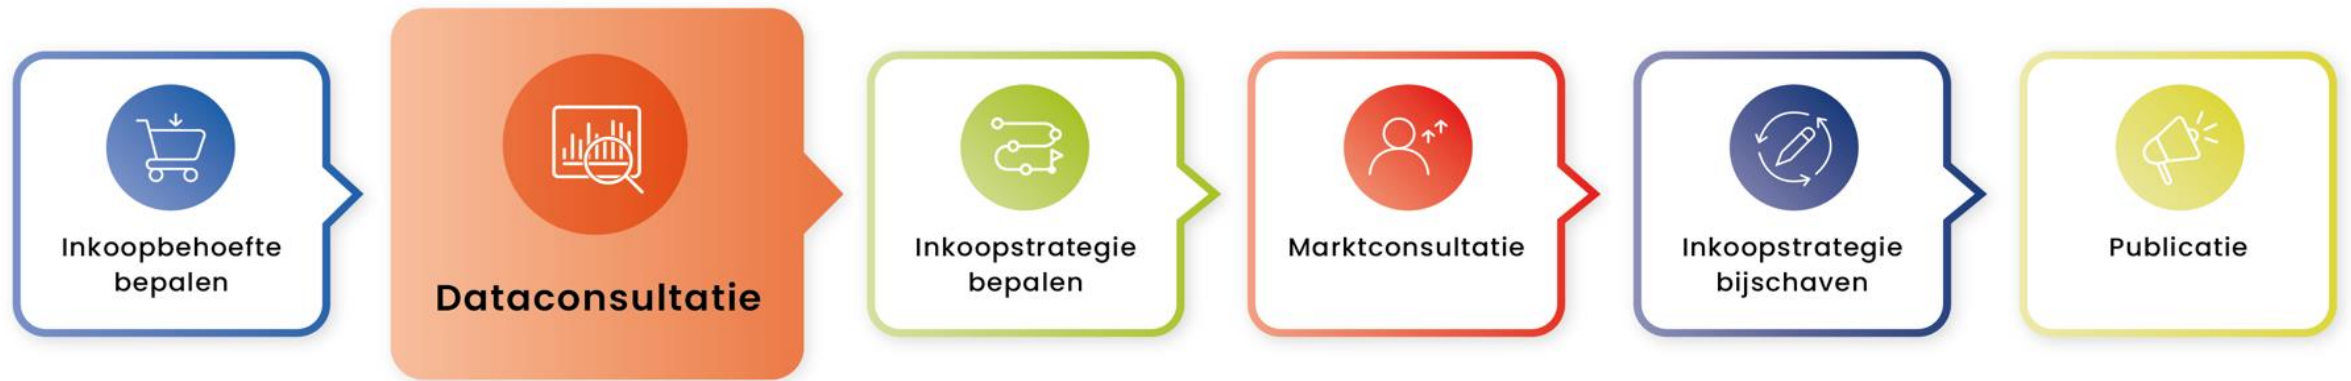 Inkoopbehoefte
bepalen
Dataconsultatie
Inkoopstrategie
bepalen
Marktconsultatie
Inkoopstrategie
bijschaven
Publicatie